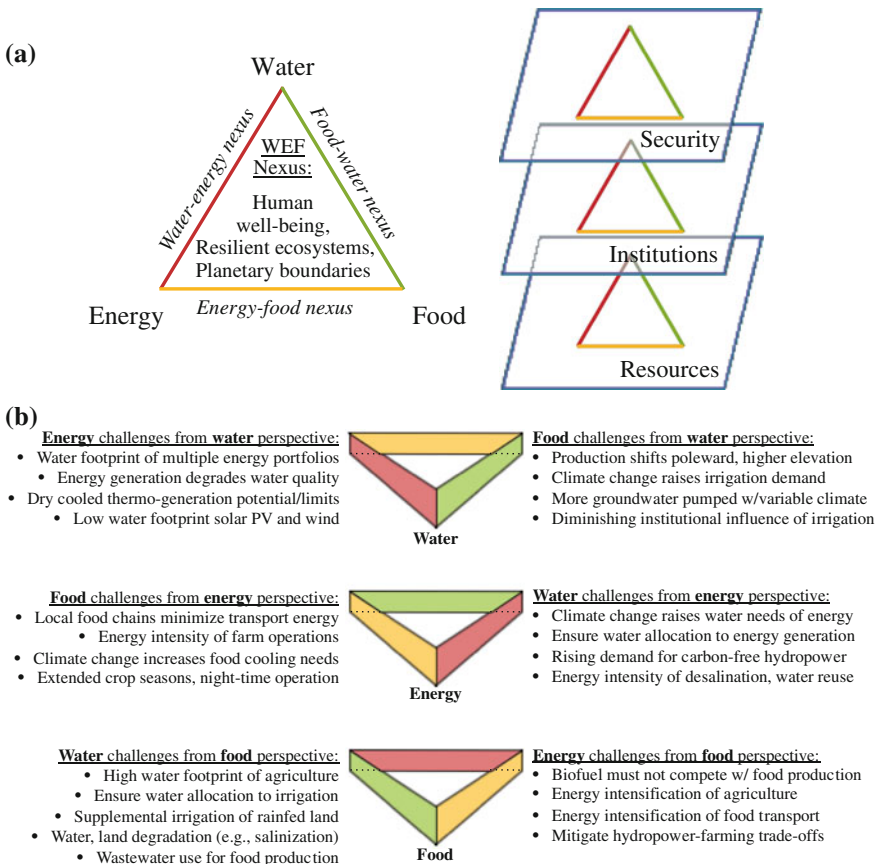 (a)
Water
Water-energy nexus
Food-water nexus
WEF
Nexus:
Human
well-being,
Resilient ecosystems,
Planetary boundaries
Energy
Energy-food nexus
Food
Security
Institutions
Resources
(b)
Energy challenges from water perspective:
• Water footprint of multiple energy portfolios
• Energy generation degrades water quality
• Dry cooled thermo-generation potential/limits
• Low water footprint solar PV and wind
Water
Food challenges from water perspective:
• Production shifts poleward, higher elevation
• Climate change raises irrigation demand
• More groundwater pumped w/variable climate
• Diminishing institutional influence of irrigation
Food challenges from energy perspective:
• Local food chains minimize transport energy
• Energy intensity of farm operations
• Climate change increases food cooling needs
• Extended crop seasons, night-time operation
Energy
Water challenges from energy perspective:
• Climate change raises water needs of energy
• Ensure water allocation to energy generation
• Rising demand for carbon-free hydropower
• Energy intensity of desalination, water reuse
Water challenges from food perspective:
• High water footprint of agriculture
• Ensure water allocation to irrigation
• Supplemental irrigation of rainfed land
• Water, land degradation (e.g., salinization)
• Wastewater use for food production
Food
Energy challenges from food perspective:
• Biofuel must not compete w/ food production
• Energy intensification of agriculture
• Energy intensification of food transport
• Mitigate hydropower-farming trade-offs